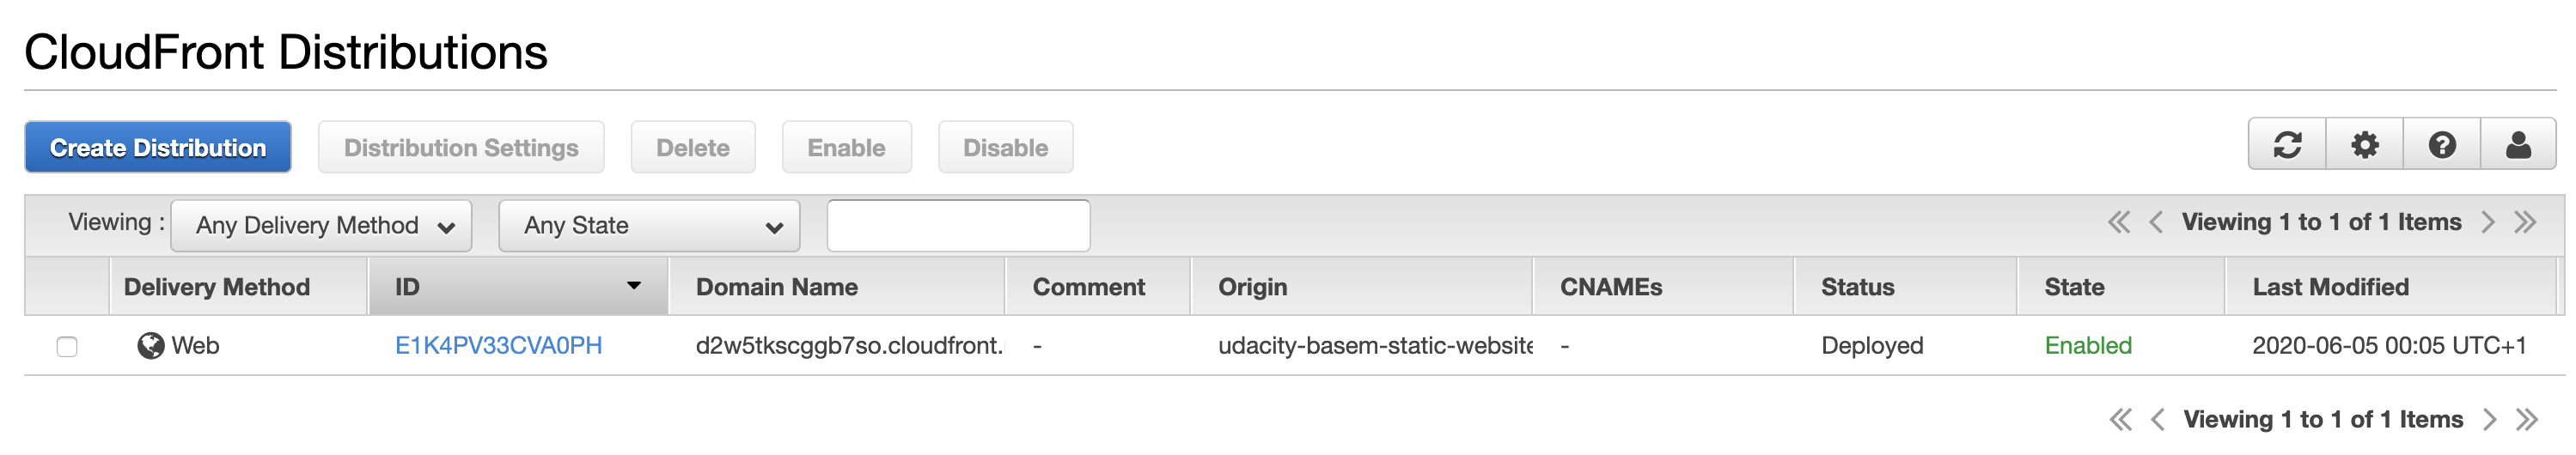 CloudFront Distributions
Create Distribution Distribution Settings Delete Enable Disable
Viewing : Any Delivery Method Any State Viewing 1 to 1 of 1 Items
Delivery Method ID Domain Name Comment Origin CNAMEs Status State Last Modified
Web E1K4PV33CVA0PH d2w5tkscggb7so.cloudfront. - udacity-basem-static-website - Deployed Enabled 2020-06-05 00:05 UTC+1
Viewing 1 to 1 of 1 Items